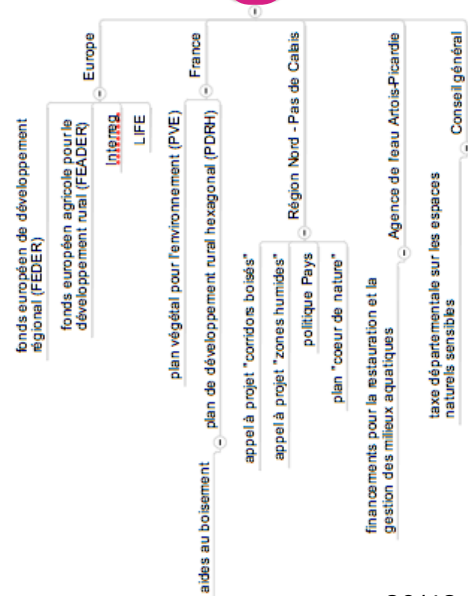 fonds européen de développement
régional (FEDER)
fonds européen agricole pour le
développement rural (FEADER)
Interreg
LIFE
Europe
plan végétal pour l'environnement (PVE)
aides au boisement
plan de développement rural hexagonal (PDRH)
France
appel à projet "corridors boisés"
appel à projet "zones humides"
politique Pays
plan "coeur de nature"
Région Nord - Pas de Calais
financements pour la restauration et la
gestion des milieux aquatiques
Agence de l'eau Artois-Picardie
taxe départementale sur les espaces
naturels sensibles
Conseil général